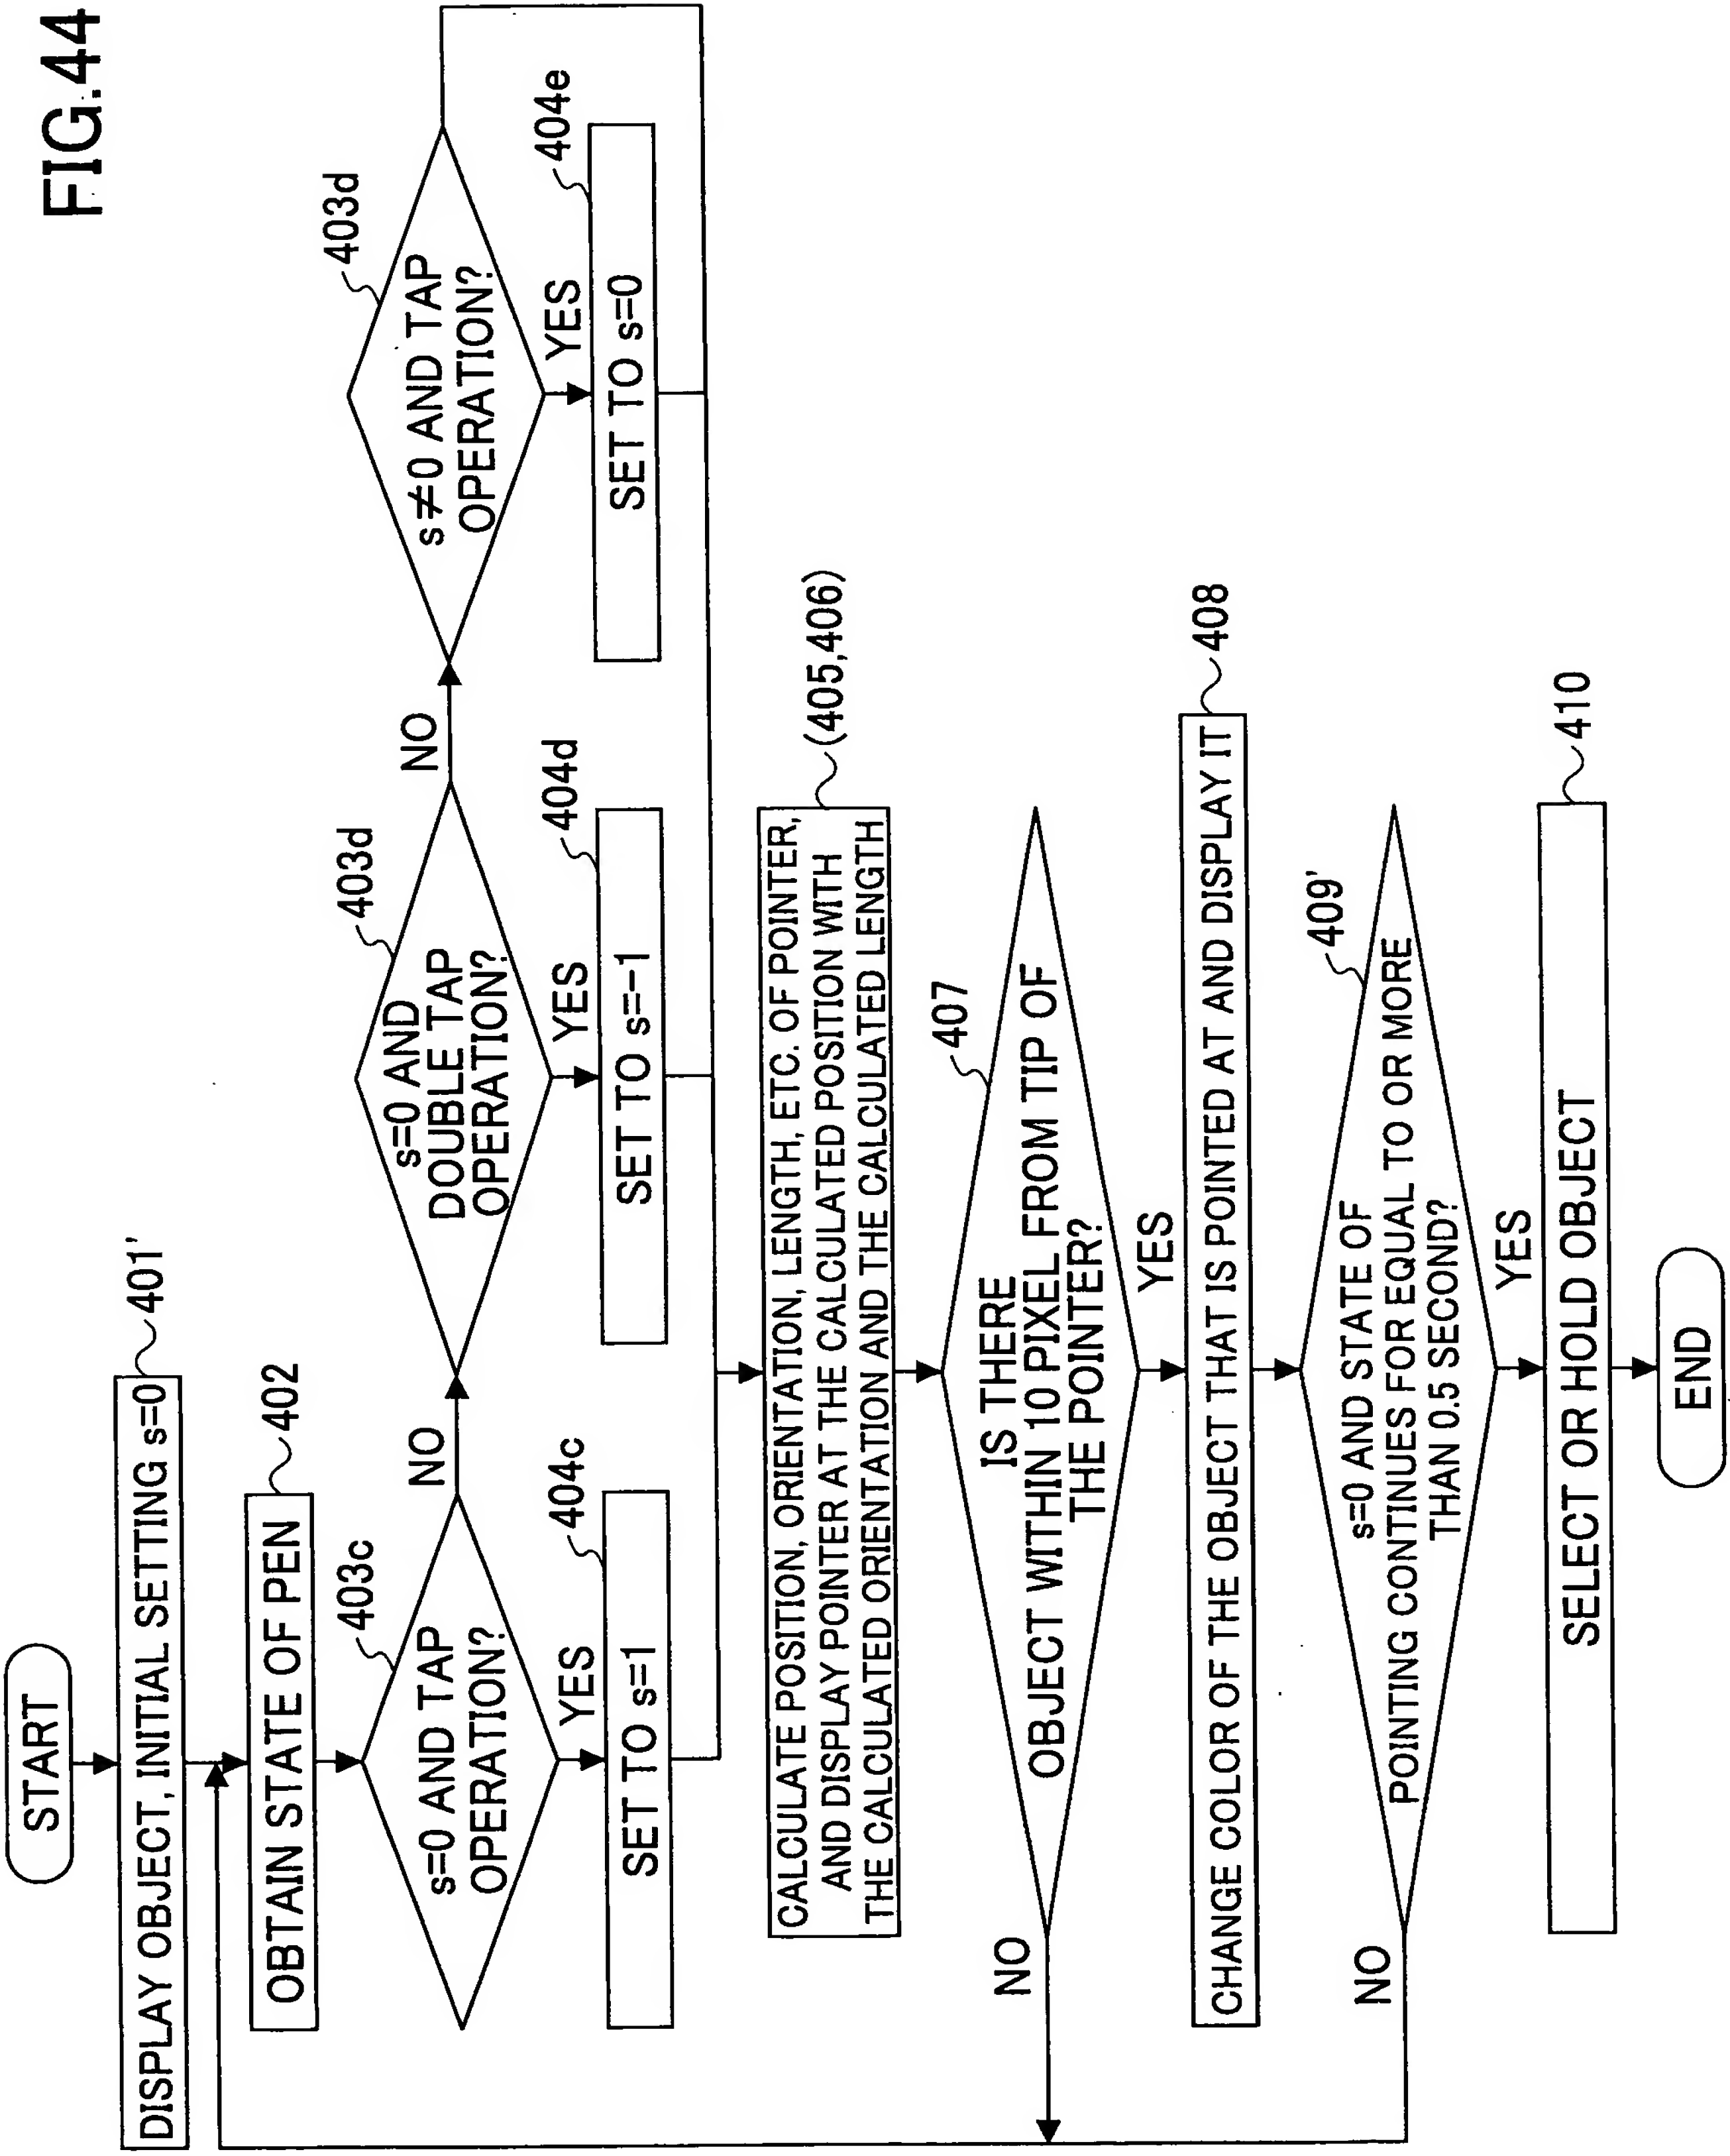 FIG.44
START
DISPLAY OBJECT, INITIAL SETTING s=0
401'
OBTAIN STATE OF PEN
402
s=0 AND TAP
OPERATION?
403c
NO
YES
SET TO s=1
404c
s=0 AND
DOUBLE TAP
OPERATION?
403d
NO
YES
SET TO s=-1
404d
s≠0 AND TAP
OPERATION?
403d
YES
SET TO s=0
404e
CALCULATE POSITION, ORIENTATION, LENGTH, ETC. OF POINTER,
AND DISPLAY POINTER AT THE CALCULATED POSITION WITH
THE CALCULATED ORIENTATION AND THE CALCULATED LENGTH
(405,406)
IS THERE
OBJECT WITHIN 10 PIXEL FROM TIP OF
THE POINTER?
407
NO
YES
CHANGE COLOR OF THE OBJECT THAT IS POINTED AT AND DISPLAY IT
408
s=0 AND STATE OF
POINTING CONTINUES FOR EQUAL TO OR MORE
THAN 0.5 SECOND?
409'
NO
YES
SELECT OR HOLD OBJECT
410
END